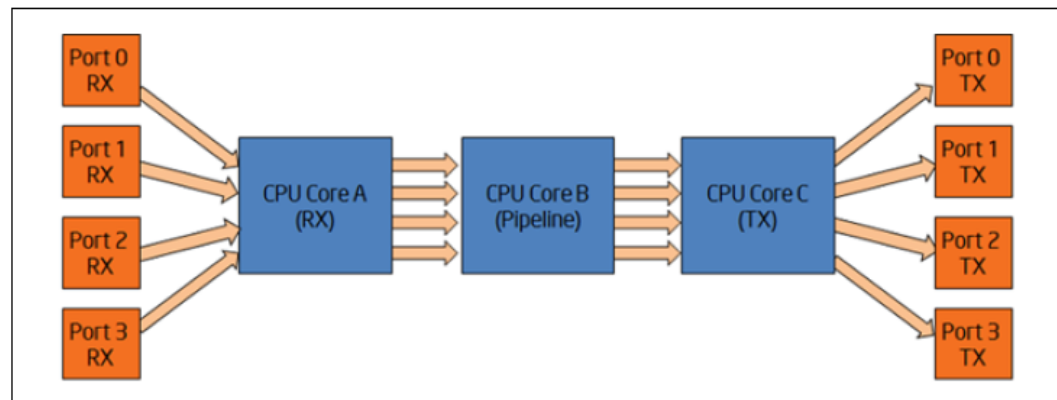 Port 0
RX
Port 1
RX
Port 2
RX
Port 3
RX
CPU Core A
(RX)
CPU Core B
(Pipeline)
CPU Core C
(TX)
Port 0
TX
Port 1
TX
Port 2
TX
Port 3
TX